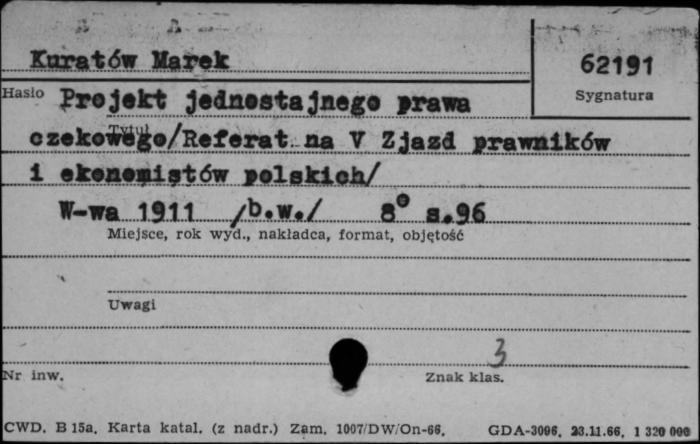 Kuratów Marek
62191
Hasło
Sygnatura
Projekt jednostajnego prawa
Tytuł
czekowego/Referat na V Zjazd prawników
i ekonomistów polskich/
W-wa 1911 /b.w./ 8° s.96
Miejsce, rok wyd., nakładca, format, objętość
Uwagi
3
Nr inw.
Znak klas.
CWD. B 15a. Karta katal. (z nadr.) Zam. 1007/DW/On-66. GDA-3096. 23.11.66. 1 320 000